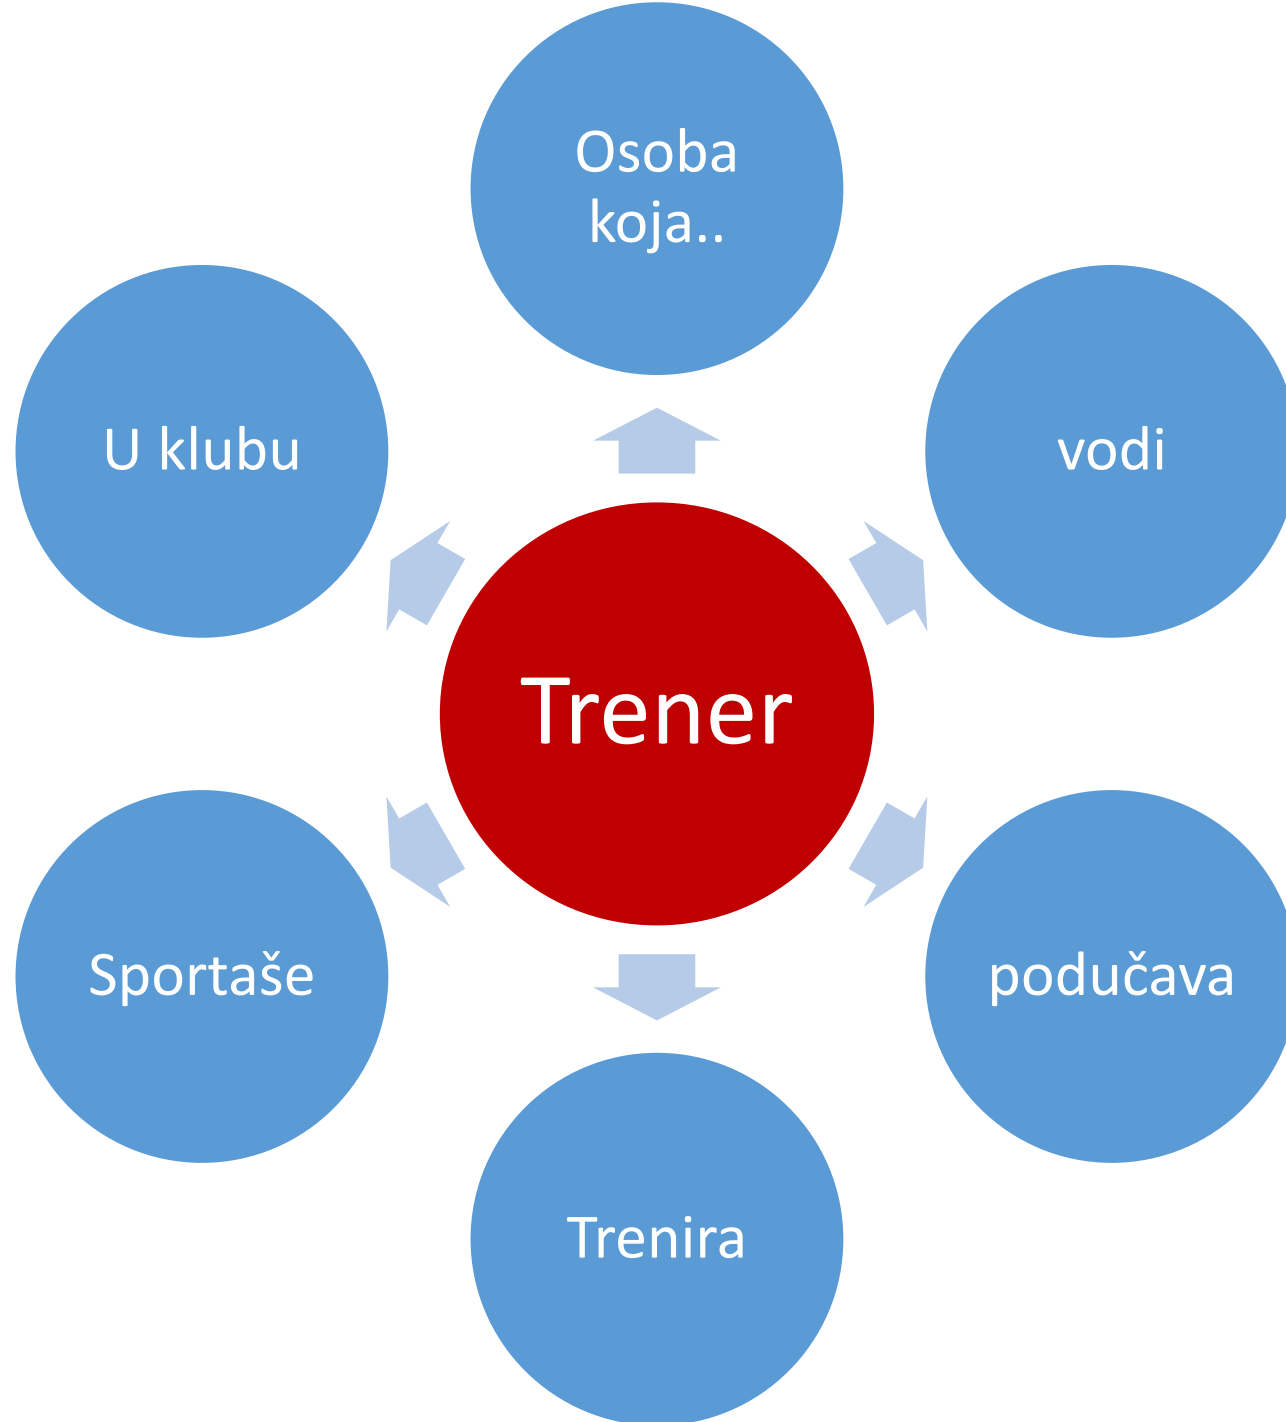 Osoba
koja..
vodi
podučava
Trenira
Sportaše
U klubu
Trener